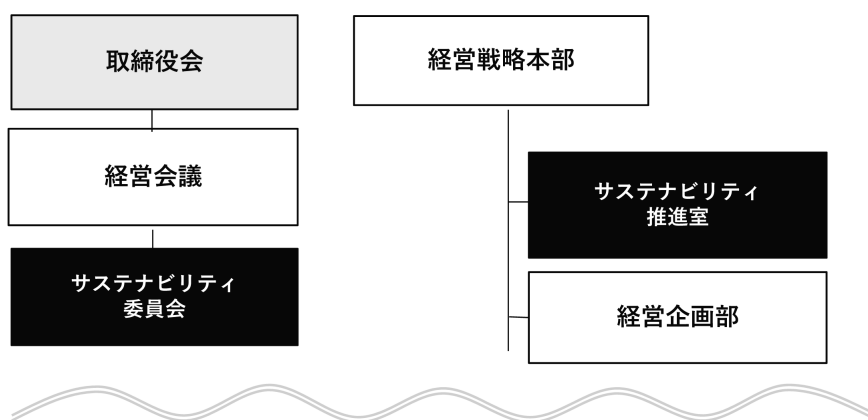 取締役会
経営会議
サステナビリティ
委員会
経営戦略本部
サステナビリティ
推進室
経営企画部